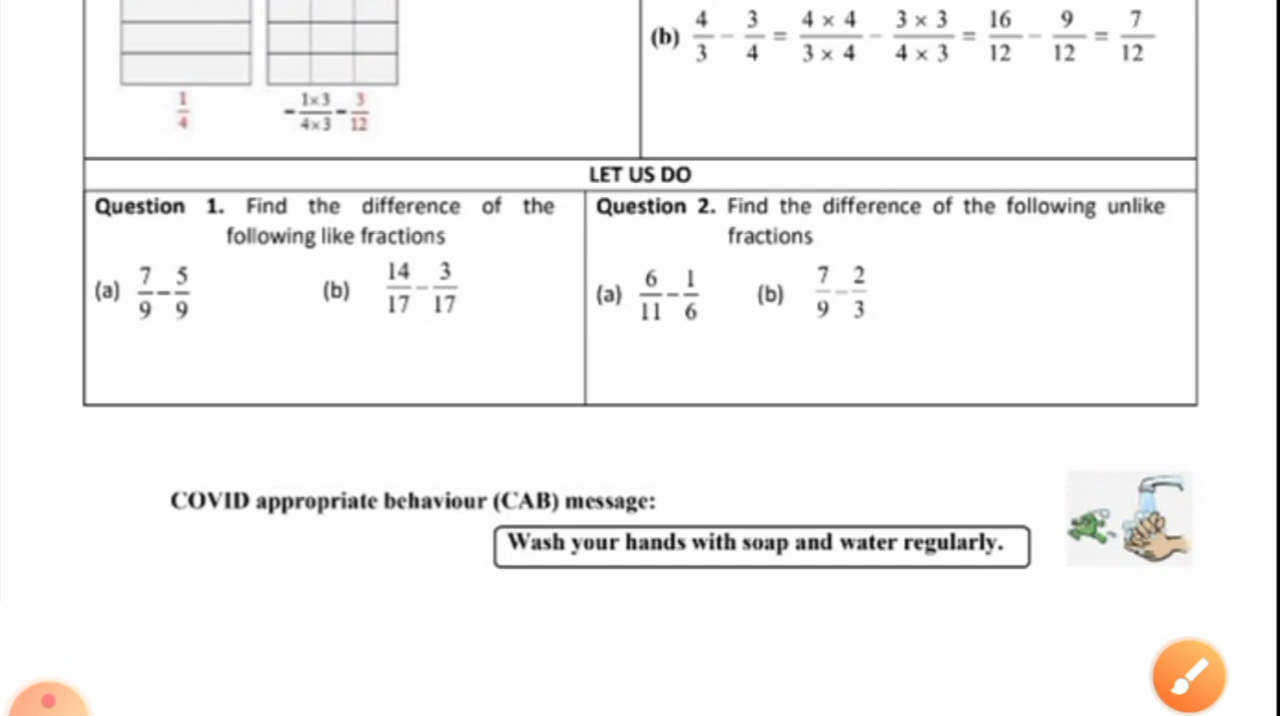 (b) 4/3 − 3/4 = 4 × 4/3 × 4 − 3 × 3/4 × 3 = 16/12 − 9/12 = 7/12
1/4
= 1×3/4×3 = 3/12
LET US DO
Question 1. Find the difference of the
following like fractions
(a) 7/9 − 5/9 (b) 14/17 − 3/17
Question 2. Find the difference of the following unlike
fractions
(a) 6/11 − 1/6 (b) 7/9 − 2/3
COVID appropriate behaviour (CAB) message:
Wash your hands with soap and water regularly.